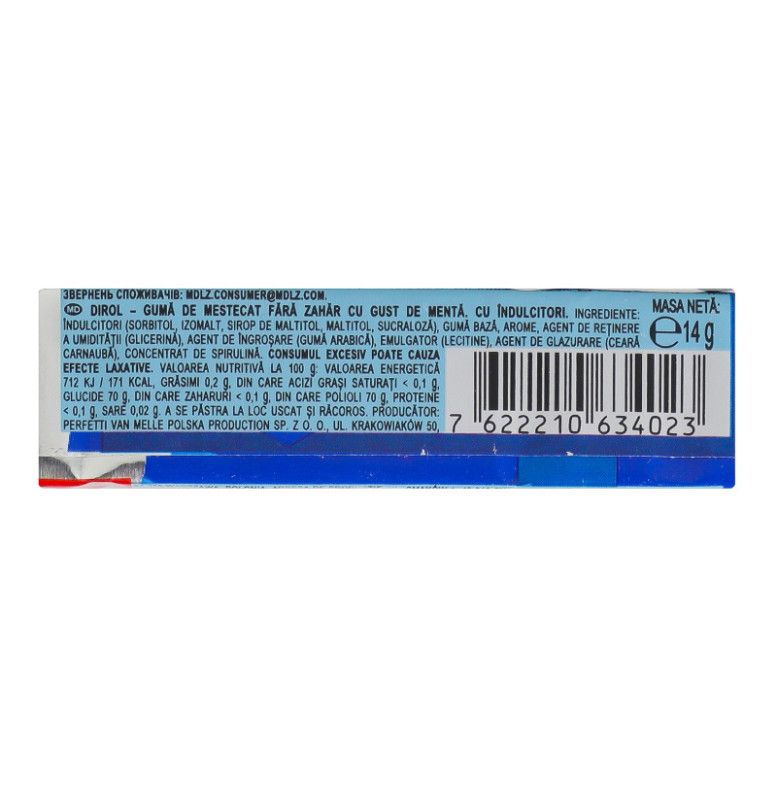 ЗВЕРНЕНЬ СПОЖИВАЧІВ: MDLZ.CONSUMER@MDLZ.COM.
MD DIROL – GUMĂ DE MESTECAT FĂRĂ ZAHĂR CU GUST DE MENTĂ. CU ÎNDULCITORI. INGREDIENTE:
ÎNDULCITORI (SORBITOL, IZOMALT, SIROP DE MALTITOL, MALTITOL, SUCRALOZĂ), GUMĂ BAZĂ, AROME, AGENT DE REȚINERE
A UMIDITĂȚII (GLICERINĂ), AGENT DE ÎNGROȘARE (GUMĂ ARABICĂ), EMULGATOR (LECITINE), AGENT DE GLAZURARE (CEARĂ
CARNAUBĂ), CONCENTRAT DE SPIRULINĂ. CONSUMUL EXCESIV POATE CAUZA
EFECTE LAXATIVE. VALOAREA NUTRITIVĂ LA 100 g: VALOAREA ENERGETICĂ
712 KJ / 171 KCAL, GRĂSIMI 0,2 g, DIN CARE ACIZI GRAȘI SATURAȚI < 0,1 g,
GLUCIDE 70 g, DIN CARE ZAHARURI < 0,1 g, DIN CARE POLIOLI 70 g, PROTEINE
< 0,1 g, SARE 0,02 g. A SE PĂSTRA LA LOC USCAT ȘI RĂCOROS. PRODUCĂTOR:
PERFETTI VAN MELLE POLSKA PRODUCTION SP. Z O. O., UL. KRAKOWIAKÓW 50,
MASA NETĂ:
℮14 g
7 622210 634023